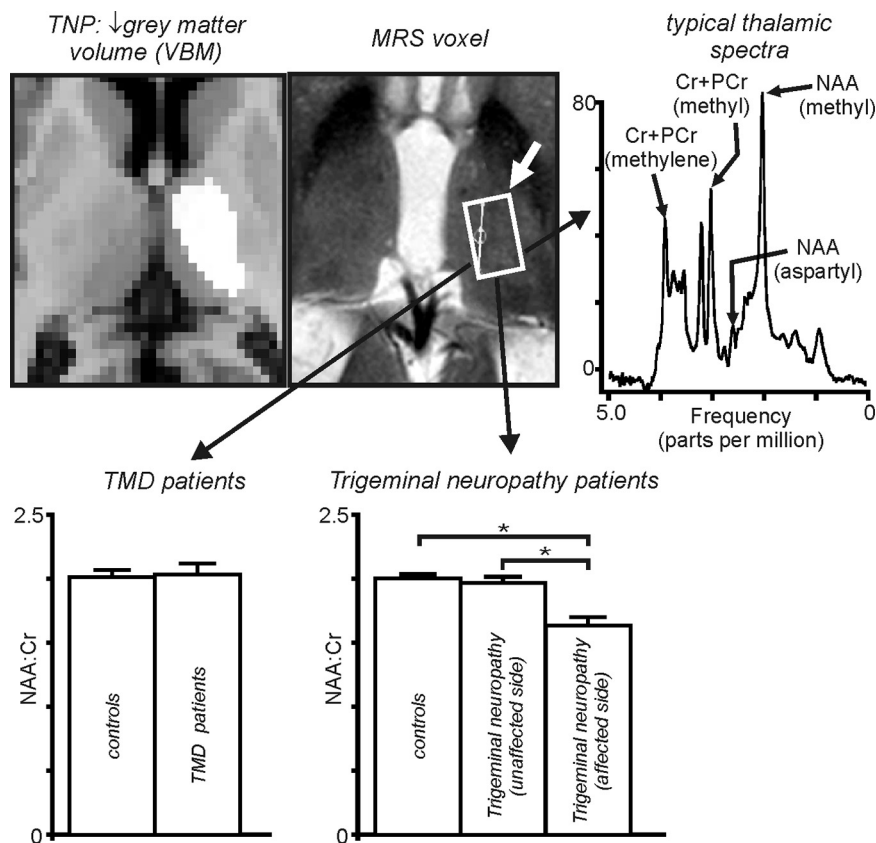 TNP: ↓grey matter
volume (VBM)
MRS voxel
typical thalamic
spectra
80
Cr+PCr
(methyl)
NAA
(methyl)
Cr+PCr
(methylene)
NAA
(aspartyl)
0
5.0
0
Frequency
(parts per million)
TMD patients
2.5
NAA:Cr
0
controls
TMD patients
Trigeminal neuropathy patients
2.5
NAA:Cr
0
*
*
controls
Trigeminal neuropathy
(unaffected side)
Trigeminal neuropathy
(affected side)